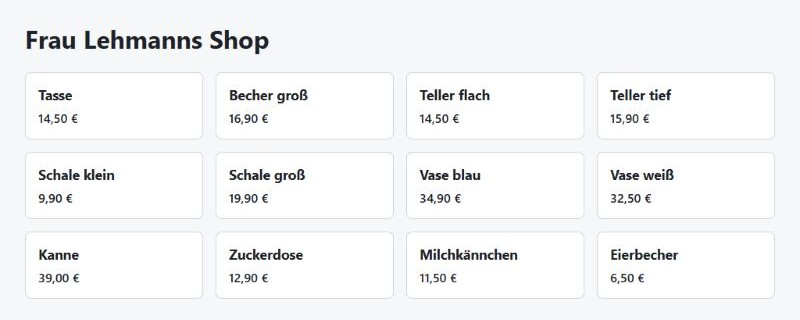 Frau Lehmanns Shop
Tasse
14,50 €
Becher groß
16,90 €
Teller flach
14,50 €
Teller tief
15,90 €
Schale klein
9,90 €
Schale groß
19,90 €
Vase blau
34,90 €
Vase weiß
32,50 €
Kanne
39,00 €
Zuckerdose
12,90 €
Milchkännchen
11,50 €
Eierbecher
6,50 €